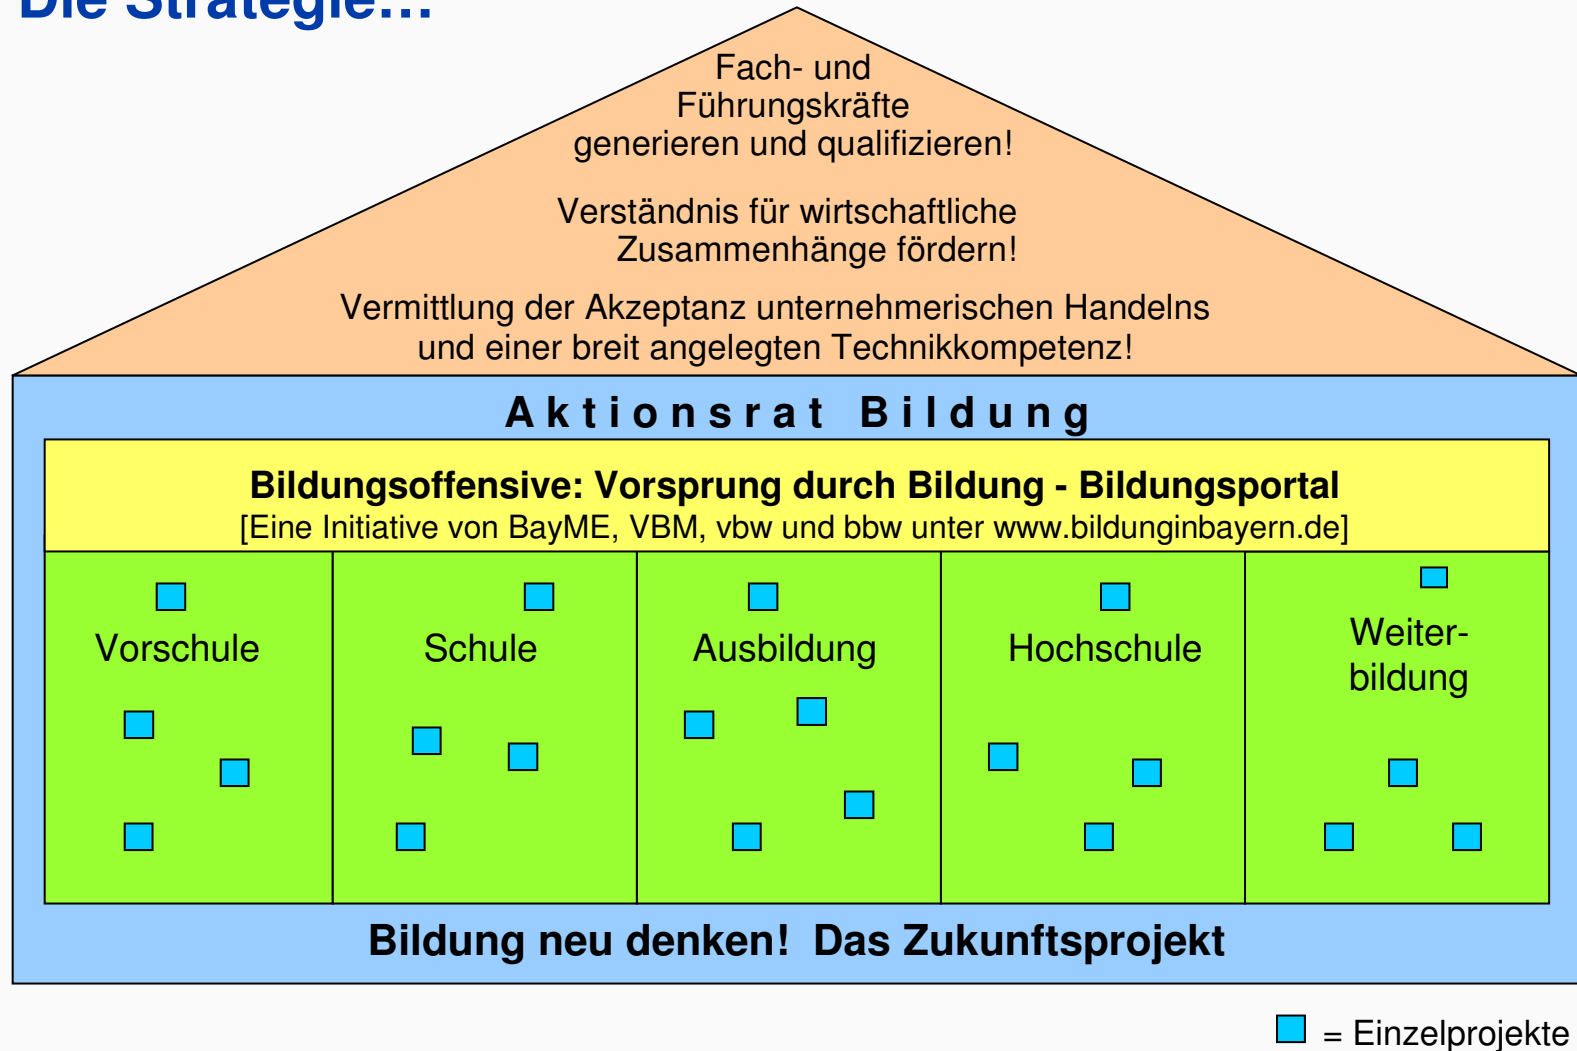 Die Strategie…
Fach- und
Führungskräfte
generieren und qualifizieren!
Verständnis für wirtschaftliche
Zusammenhänge fördern!
Vermittlung der Akzeptanz unternehmerischen Handelns
und einer breit angelegten Technikkompetenz!
Aktionsrat Bildung
Bildungsoffensive: Vorsprung durch Bildung - Bildungsportal
[Eine Initiative von BayME, VBM, vbw und bbw unter www.bildunginbayern.de]
Vorschule
Schule
Ausbildung
Hochschule
Weiter-
bildung
Bildung neu denken! Das Zukunftsprojekt
= Einzelprojekte